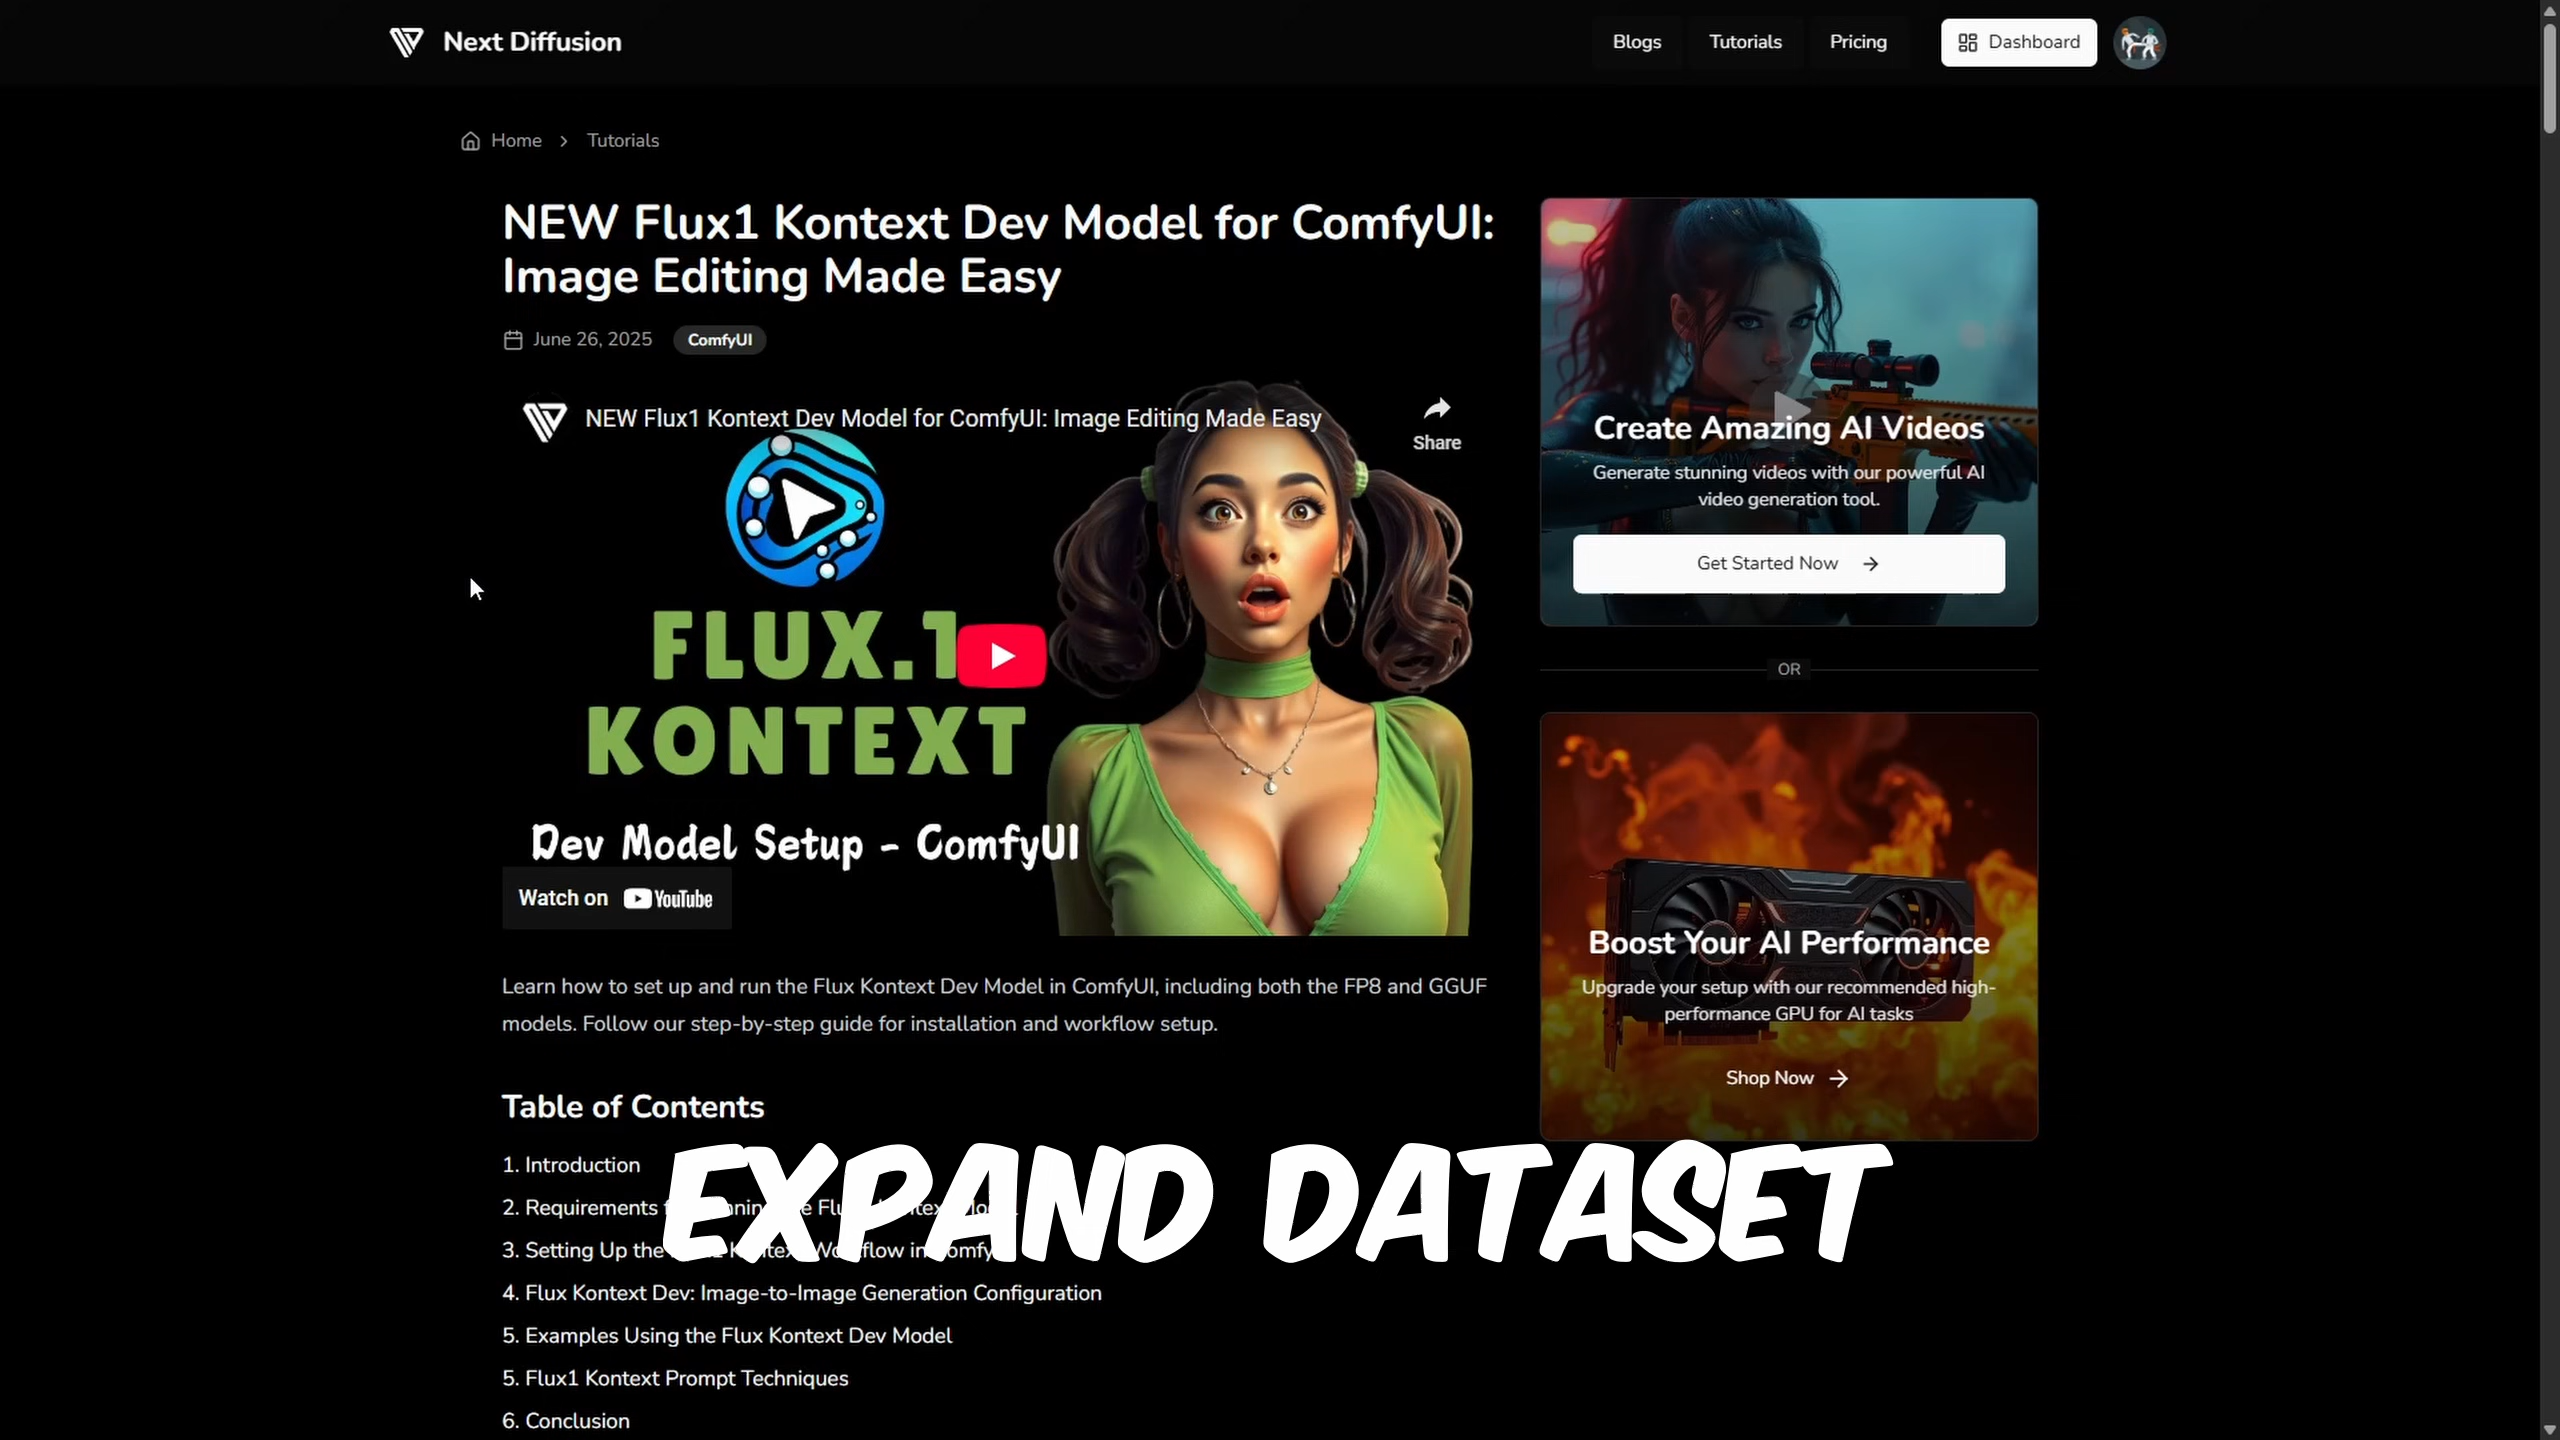 Next Diffusion
Blogs
Tutorials
Pricing
Dashboard
Home
Tutorials
NEW Flux1 Kontext Dev Model for ComfyUI:
Image Editing Made Easy
June 26, 2025
ComfyUI
NEW Flux1 Kontext Dev Model for ComfyUI: Image Editing Made Easy
Share
FLUX.1
KONTEXT
Dev Model Setup - ComfyUI
Watch on YouTube
Learn how to set up and run the Flux Kontext Dev Model in ComfyUI, including both the FP8 and GGUF
models. Follow our step-by-step guide for installation and workflow setup.
Table of Contents
1. Introduction
2. Requirements
3. Setting Up the
4. Flux Kontext Dev: Image-to-Image Generation Configuration
5. Examples Using the Flux Kontext Dev Model
5. Flux1 Kontext Prompt Techniques
6. Conclusion
EXPAND DATASET
Create Amazing AI Videos
Generate stunning videos with our powerful AI
video generation tool.
Get Started Now
OR
Boost Your AI Performance
Upgrade your setup with our recommended high-
performance GPU for AI tasks
Shop Now